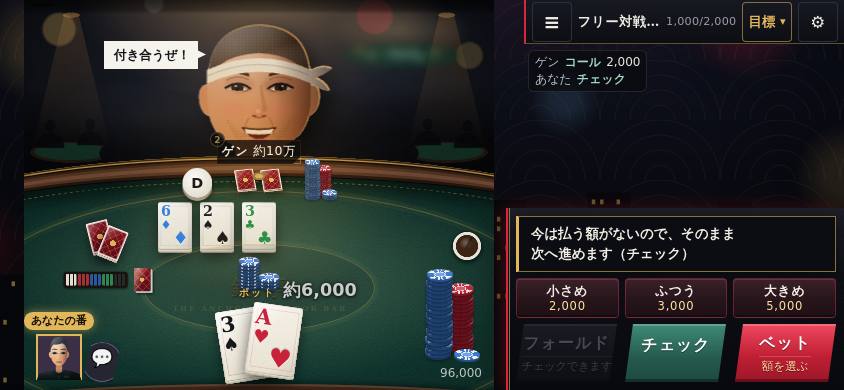 付き合うぜ！
2
ゲン 約10万
D
6
2
3
ポット 約6,000
あなたの番
3
A
96,000
フリー対戦… 1,000/2,000 目標 ▾
ゲン コール 2,000
あなた チェック
今は払う額がないので、そのまま
次へ進めます（チェック）
小さめ ふつう 大きめ
2,000 3,000 5,000
フォールド チェック ベット
チェックできます 額を選ぶ